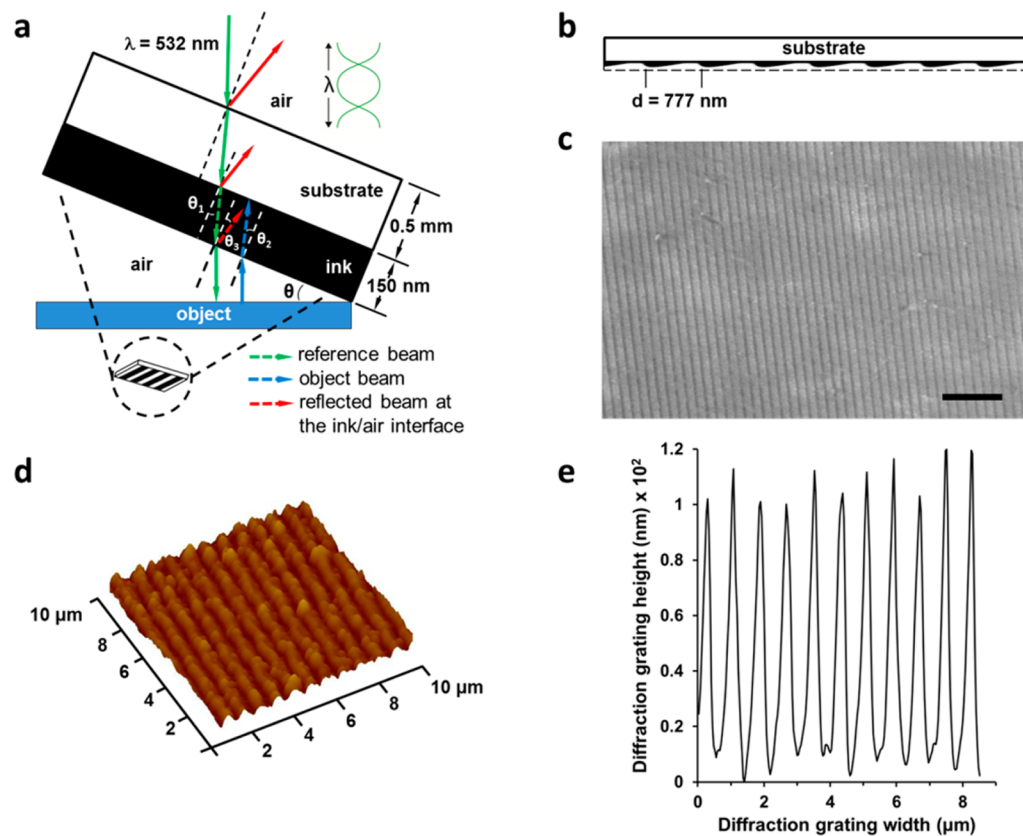 a
λ = 532 nm
λ
air
substrate
0.5 mm
θ₁
θ₃
θ₂
ink
150 nm
air
θ
object
reference beam
object beam
reflected beam at
the ink/air interface
b
substrate
d = 777 nm
c
d
10 µm
8
6
4
2
2
4
6
8
10 µm
e
Diffraction grating height (nm) x 10²
1.2
1
0.8
0.6
0.4
0.2
0
0
2
4
6
8
Diffraction grating width (µm)